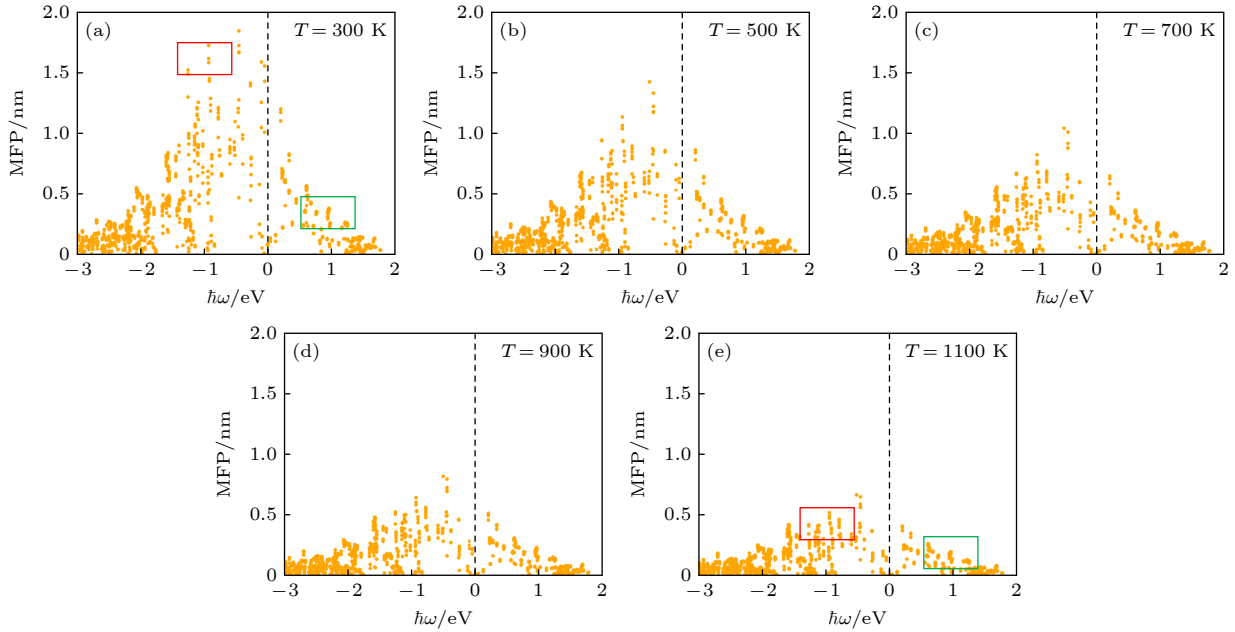 (a) T = 300 K
2.0
1.5
1.0
0.5
0
MFP/nm
−3 −2 −1 0 1 2
ħω/eV
(b) T = 500 K
2.0
1.5
1.0
0.5
0
MFP/nm
−3 −2 −1 0 1 2
ħω/eV
(c) T = 700 K
2.0
1.5
1.0
0.5
0
MFP/nm
−3 −2 −1 0 1 2
ħω/eV
(d) T = 900 K
2.0
1.5
1.0
0.5
0
MFP/nm
−3 −2 −1 0 1 2
ħω/eV
(e) T = 1100 K
2.0
1.5
1.0
0.5
0
MFP/nm
−3 −2 −1 0 1 2
ħω/eV